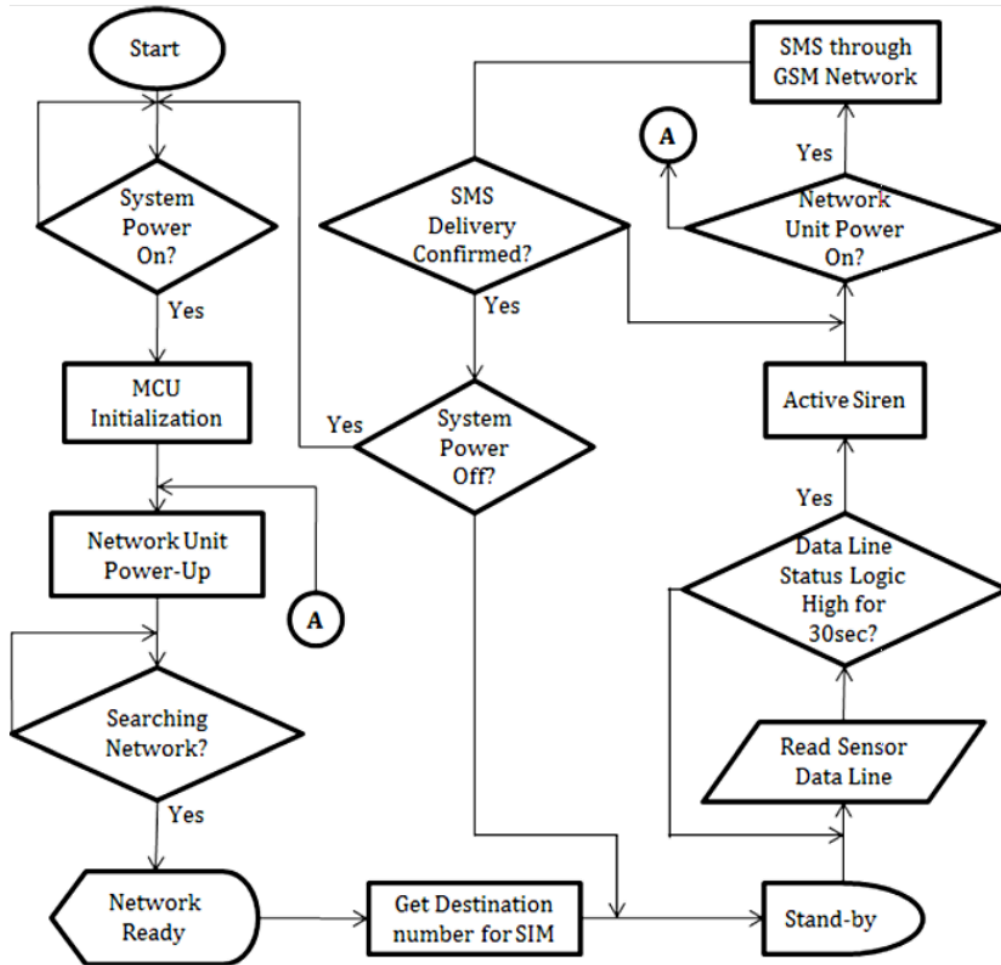 Start
System
Power
On?
Yes
MCU
Initialization
Network Unit
Power-Up
A
Searching
Network?
Yes
Network
Ready
Get Destination
number for SIM
Stand-by
Read Sensor
Data Line
Data Line
Status Logic
High for
30sec?
Yes
Active Siren
Network
Unit Power
On?
A
Yes
SMS through
GSM Network
SMS
Delivery
Confirmed?
Yes
System
Power
Off?
Yes